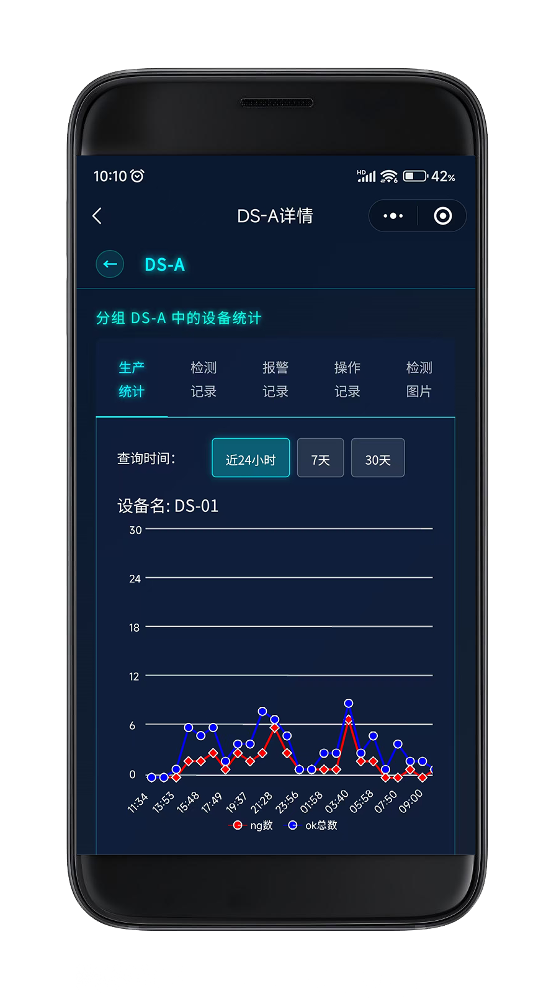 10:10
HD 6 42%
DS-A详情
DS-A
分组 DS-A 中的设备统计
生产
统计
检测
记录
报警
记录
操作
记录
检测
图片
查询时间：
近24小时
7天
30天
设备名: DS-01
30
24
18
12
6
0
11:34
13:53
15:48
17:49
19:37
21:28
23:56
01:58
03:40
05:58
07:50
09:00
ng数
ok总数